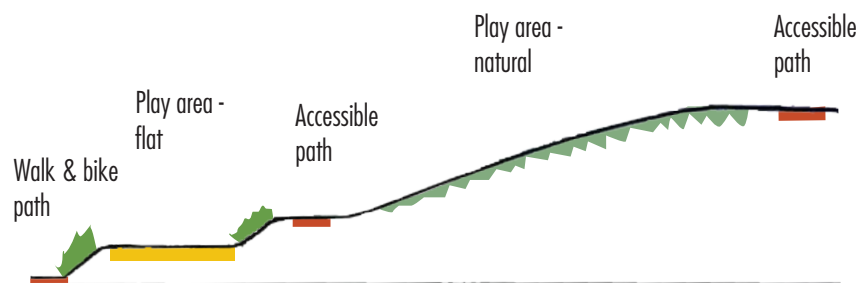 Walk & bike
path
Play area -
flat
Accessible
path
Play area -
natural
Accessible
path